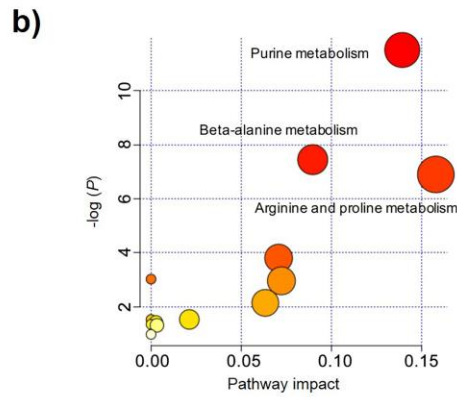 b)
Purine metabolism
10
Beta-alanine metabolism
8
-log (P)
6
Arginine and proline metabolism
4
2
0.00 0.05 0.10 0.15
Pathway impact